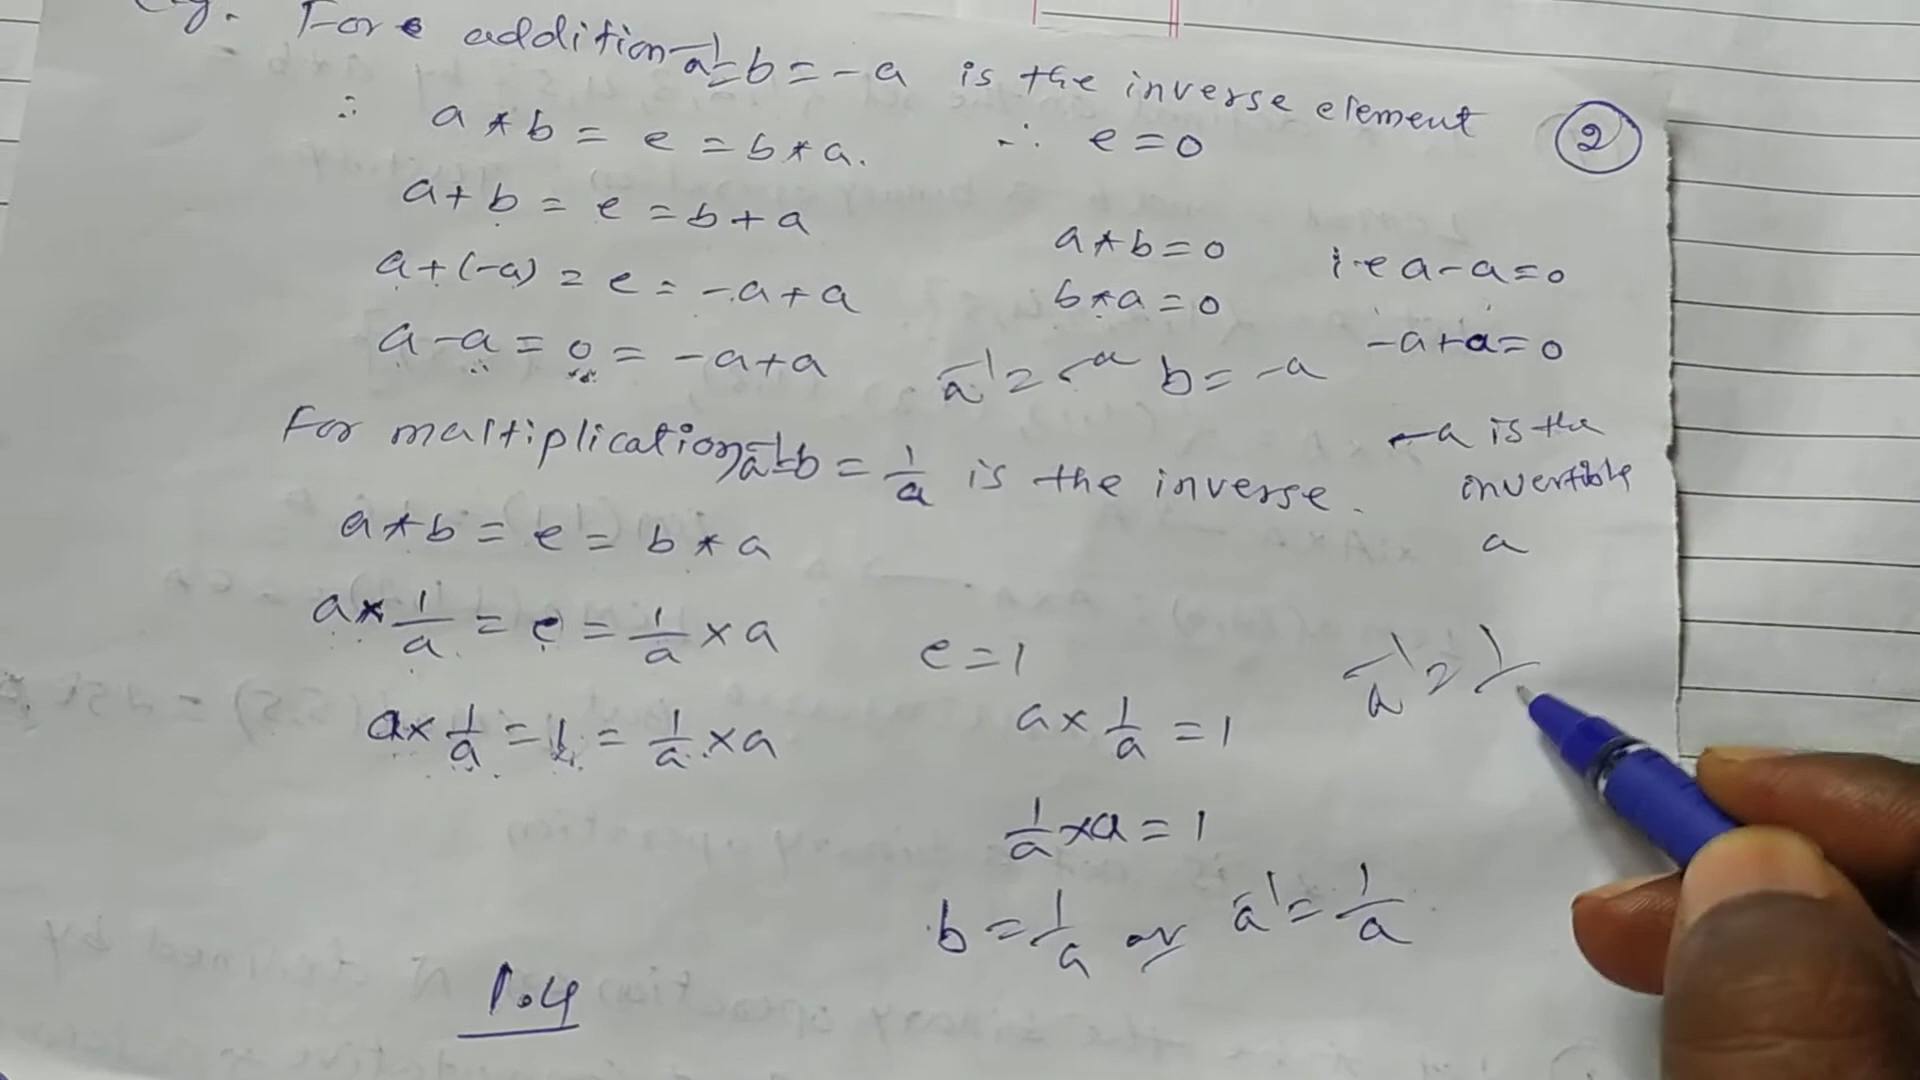 Eg. For addition a⁻¹=b=-a is the inverse element
②
∴ a*b = e = b*a. ∴ e=0
a+b = e = b+a
a*b=0 i.e a-a=0
a+(-a) = e = -a+a
b*a=0 -a+a=0
a-a = 0 = -a+a
a⁻¹=-a b=-a
-a is the
invertible
a
For multiplication a⁻¹=b = 1/a is the inverse.
a*b = e = b*a
a×1/a = e = 1/a×a
e=1 a⁻¹=1/
a×1/a = 1 = 1/a×a
a×1/a = 1
1/a×a = 1
b=1/a or a⁻¹=1/a
1.4